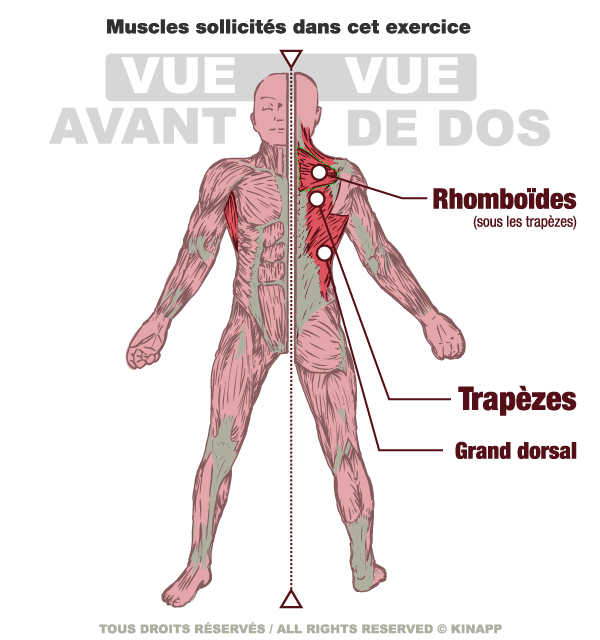 Muscles sollicités dans cet exercice
VUE VUE
AVANT DE DOS
Rhomboïdes
(sous les trapèzes)
Trapèzes
Grand dorsal
TOUS DROITS RÉSERVÉS / ALL RIGHTS RESERVED © KINAPP